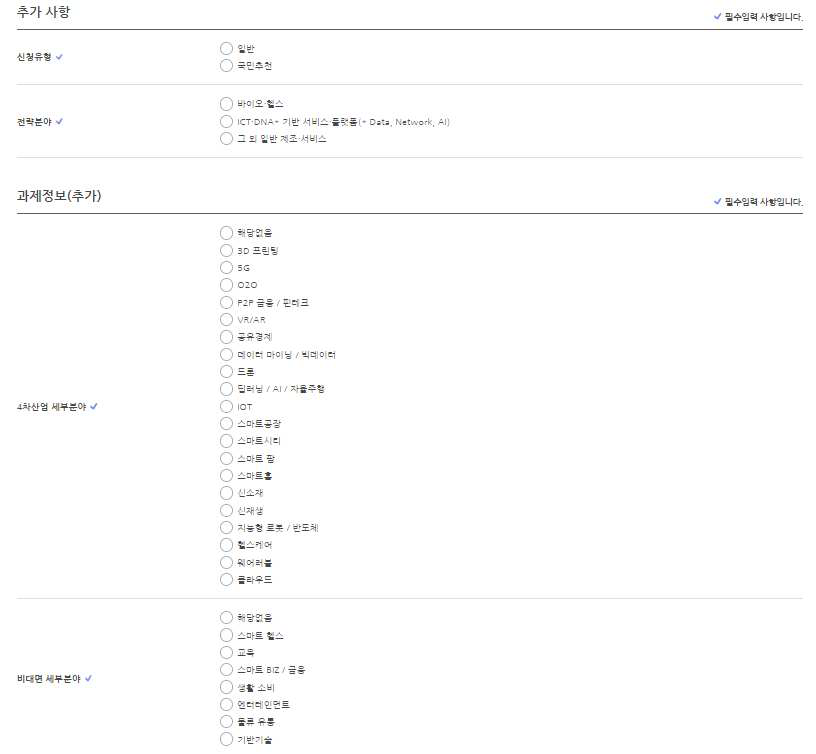 추가 사항
필수입력 사항입니다.
신청유형
일반
국민추천
전략분야
바이오·헬스
ICT·DNA+ 기반 서비스·플랫폼(+ Data, Network, AI)
그 외 일반 제조·서비스
과제정보(추가)
필수입력 사항입니다.
4차산업 세부분야
해당없음
3D 프린팅
5G
O2O
P2P 금융 / 핀테크
VR/AR
공유경제
데이터 마이닝 / 빅데이터
드론
딥러닝 / AI / 자율주행
IOT
스마트공장
스마트시티
스마트 팜
스마트홈
신소재
신재생
지능형 로봇 / 반도체
헬스케어
웨어러블
클라우드
비대면 세부분야
해당없음
스마트 헬스
교육
스마트 BIZ / 금융
생활 소비
엔터테인먼트
물류 유통
기반기술